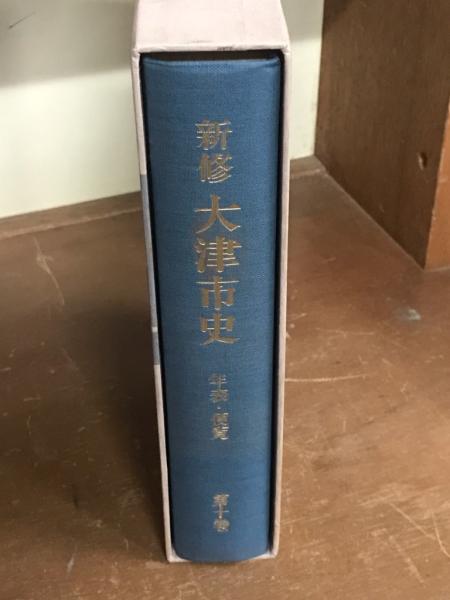 新修 大津市史
年表・便覧
第十巻